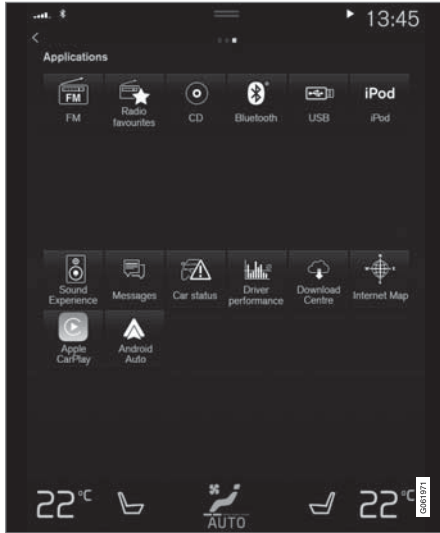 13:45
Applications
FM
FM
Radio favourites
CD
Bluetooth
USB
iPod
iPod
Sound Experience
Messages
Car status
Driver performance
Download Centre
Internet Map
Apple CarPlay
Android Auto
22°C
AUTO
22°C
G061971